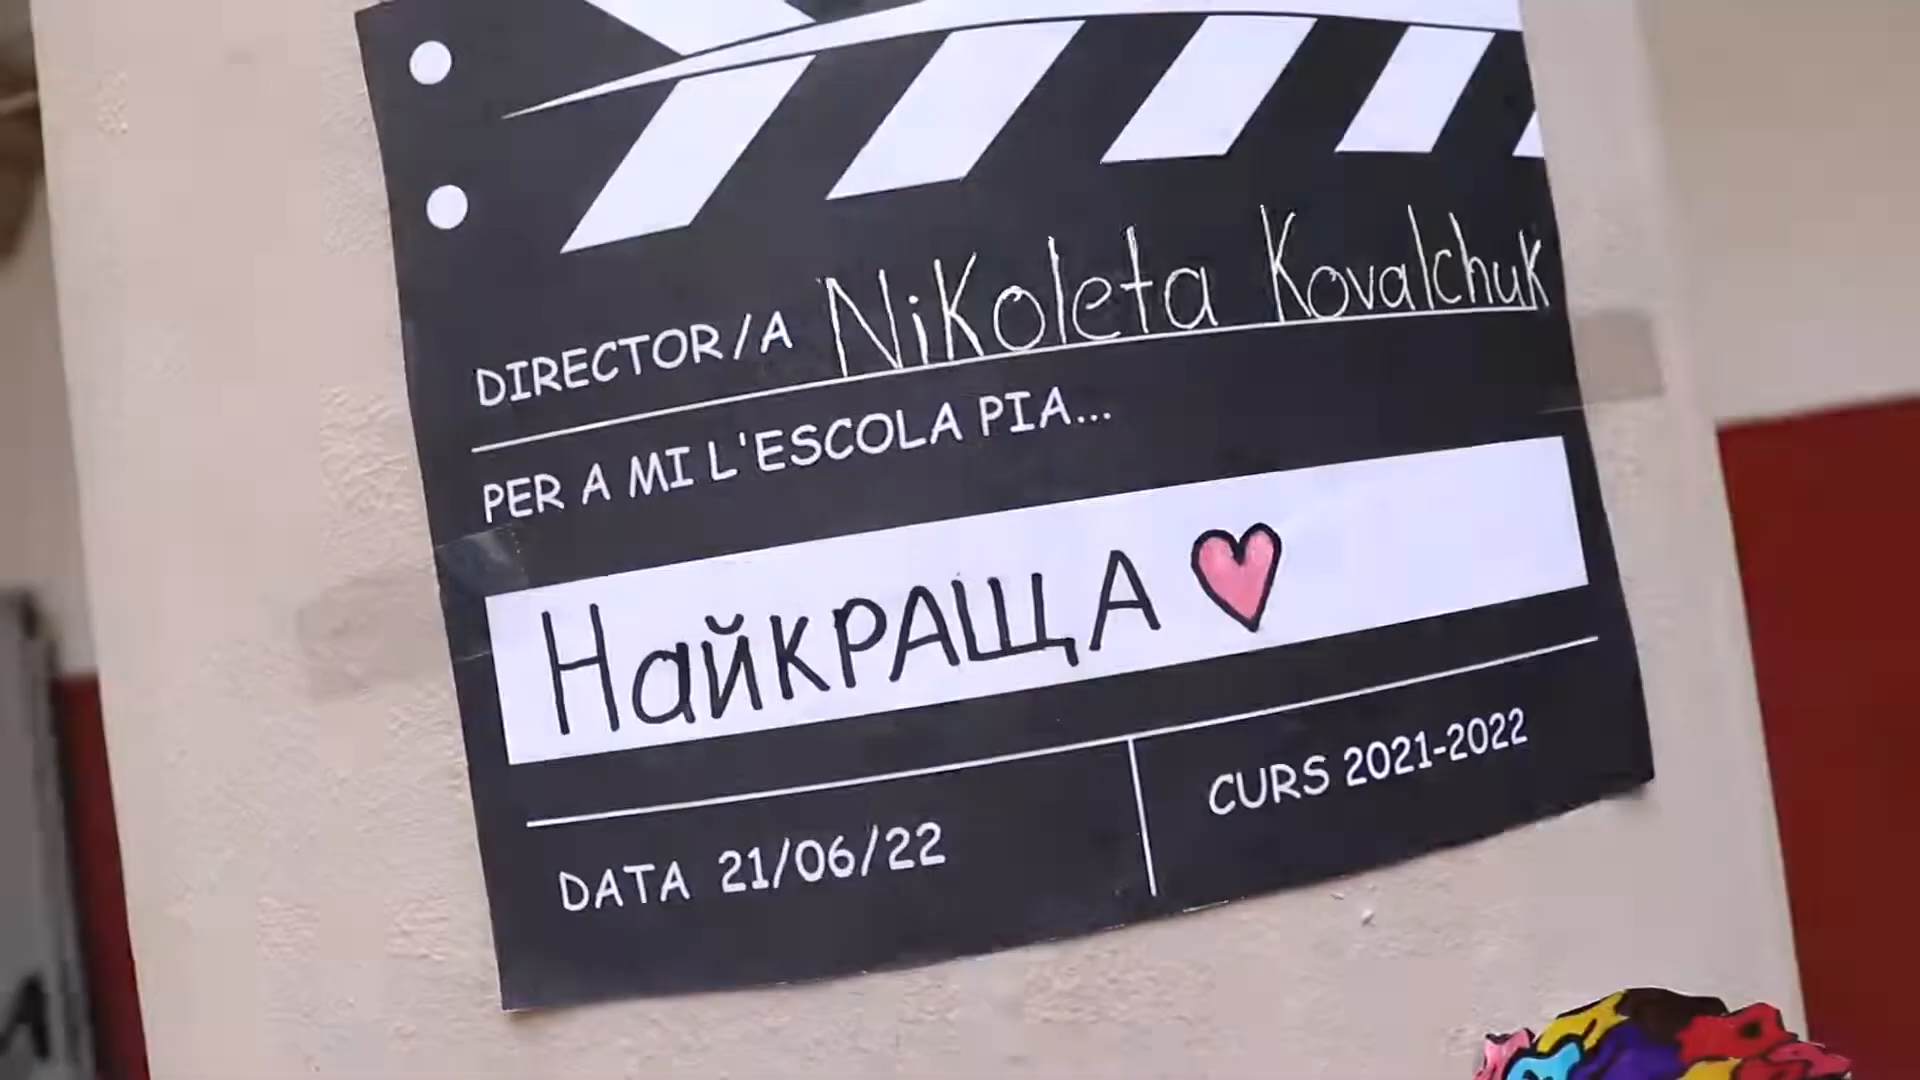 DIRECTOR/A Nikoleta Kovalchuk
PER A MI L'ESCOLA PIA...
НайкРАЩА
DATA 21/06/22
CURS 2021-2022